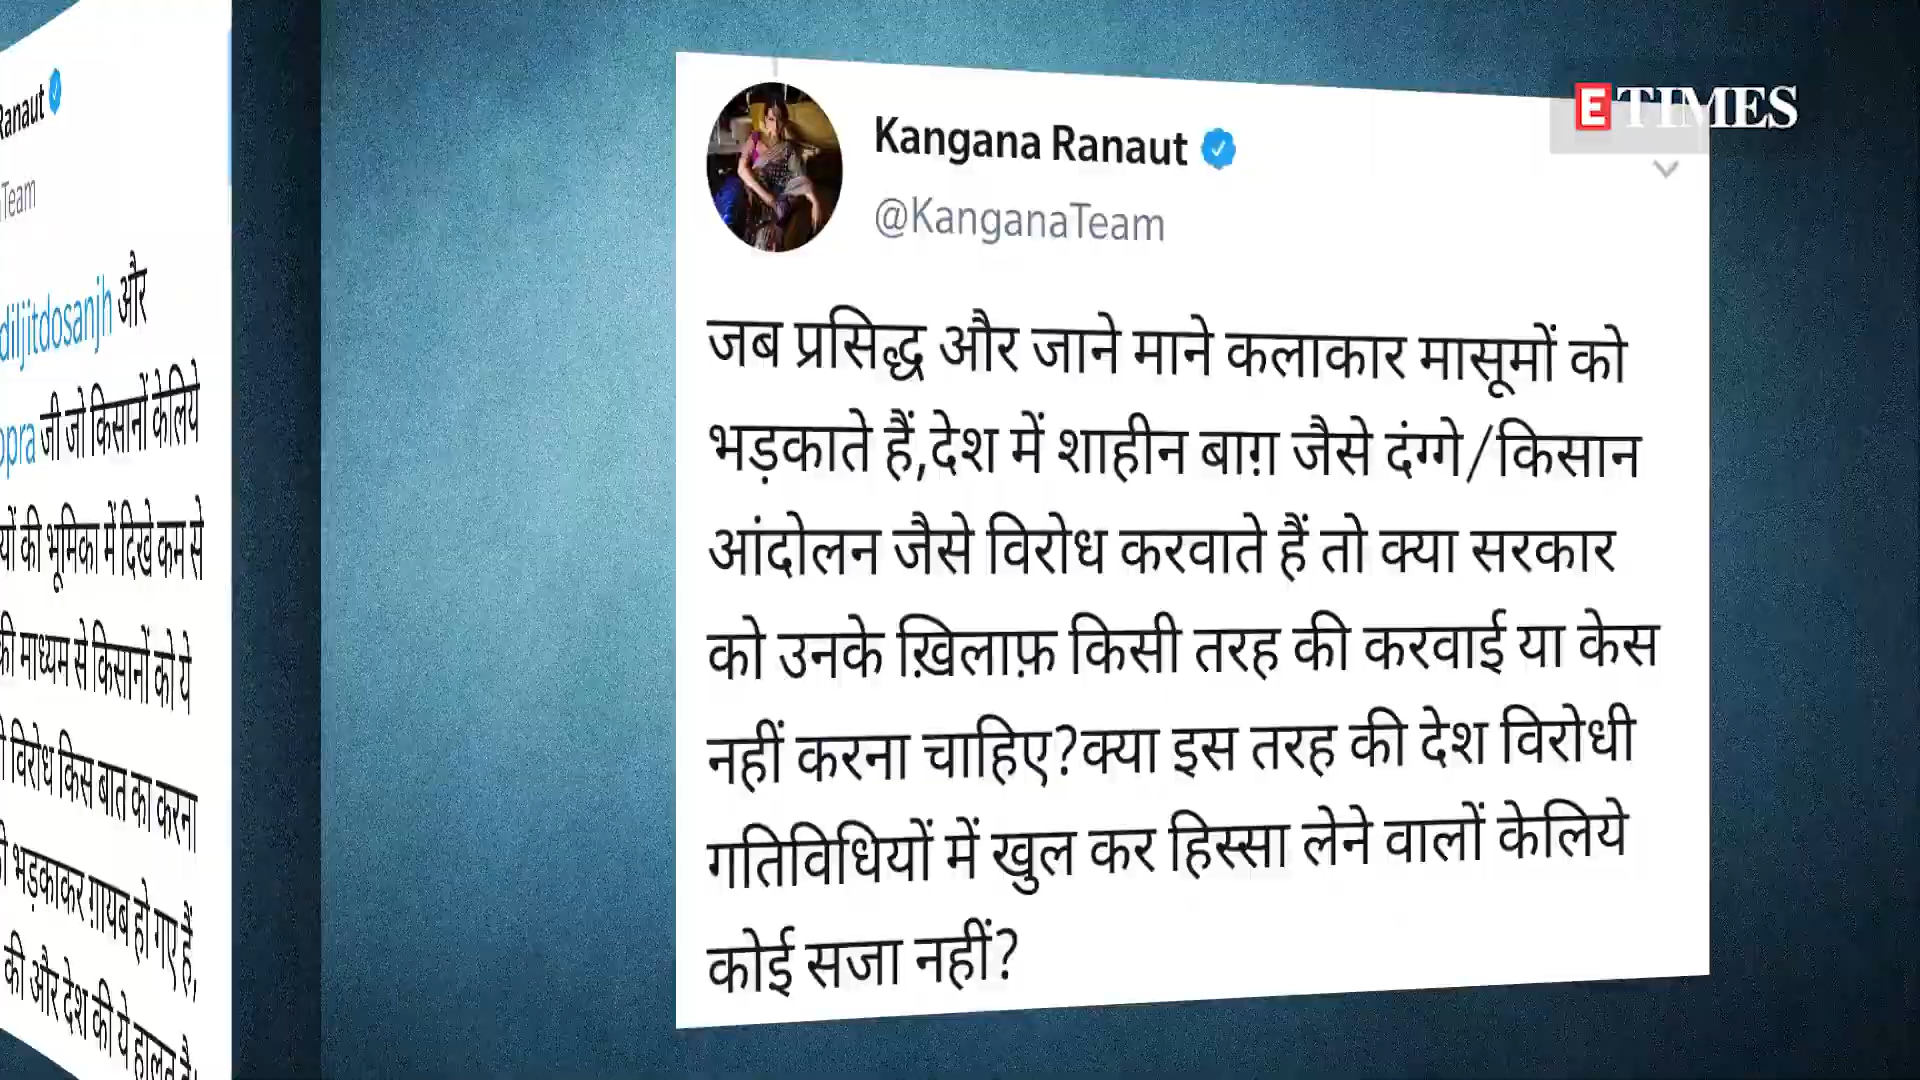 Ranaut
Team
diljitdosanjh और
opra जी जो किसानों केलिये
यों की भूमिका में दिखे कम से
की माध्यम से किसानों को ये
विरोध किस बात का करना
भड़काकर ग़ायब हो गए हैं,
की और देश की ये हालत है
ETIMES
Kangana Ranaut
@KanganaTeam
जब प्रसिद्ध और जाने माने कलाकार मासूमों को
भड़काते हैं,देश में शाहीन बाग़ जैसे दंग्गे/किसान
आंदोलन जैसे विरोध करवाते हैं तो क्या सरकार
को उनके ख़िलाफ़ किसी तरह की करवाई या केस
नहीं करना चाहिए?क्या इस तरह की देश विरोधी
गतिविधियों में खुल कर हिस्सा लेने वालों केलिये
कोई सजा नहीं?